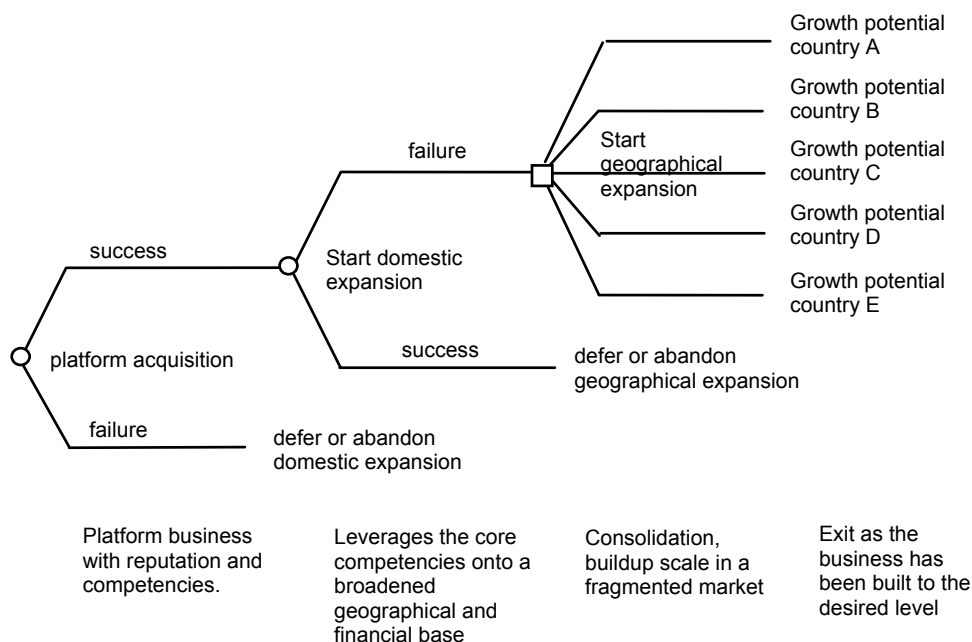 Growth potential
country A
Growth potential
country B
failure
Start
geographical
expansion
Growth potential
country C
Growth potential
country D
success
Start domestic
expansion
Growth potential
country E
platform acquisition
success
defer or abandon
geographical expansion
failure
defer or abandon
domestic expansion
Platform business
with reputation and
competencies.
Leverages the core
competencies onto a
broadened
geographical and
financial base
Consolidation,
buildup scale in a
fragmented market
Exit as the
business has
been built to the
desired level